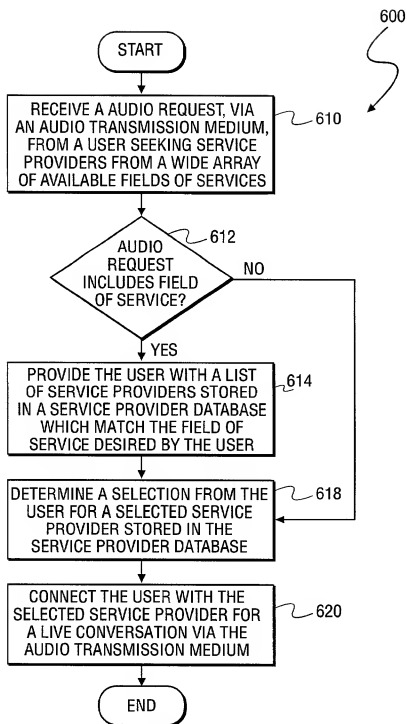 600
START
RECEIVE A AUDIO REQUEST, VIA
AN AUDIO TRANSMISSION MEDIUM,
FROM A USER SEEKING SERVICE
PROVIDERS FROM A WIDE ARRAY
OF AVAILABLE FIELDS OF SERVICES
610
612
AUDIO
REQUEST
INCLUDES FIELD
OF SERVICE?
NO
YES
PROVIDE THE USER WITH A LIST
OF SERVICE PROVIDERS STORED
IN A SERVICE PROVIDER DATABASE
WHICH MATCH THE FIELD OF
SERVICE DESIRED BY THE USER
614
DETERMINE A SELECTION FROM THE
USER FOR A SELECTED SERVICE
PROVIDER STORED IN THE
SERVICE PROVIDER DATABASE
618
CONNECT THE USER WITH THE
SELECTED SERVICE PROVIDER FOR
A LIVE CONVERSATION VIA THE
AUDIO TRANSMISSION MEDIUM
620
END